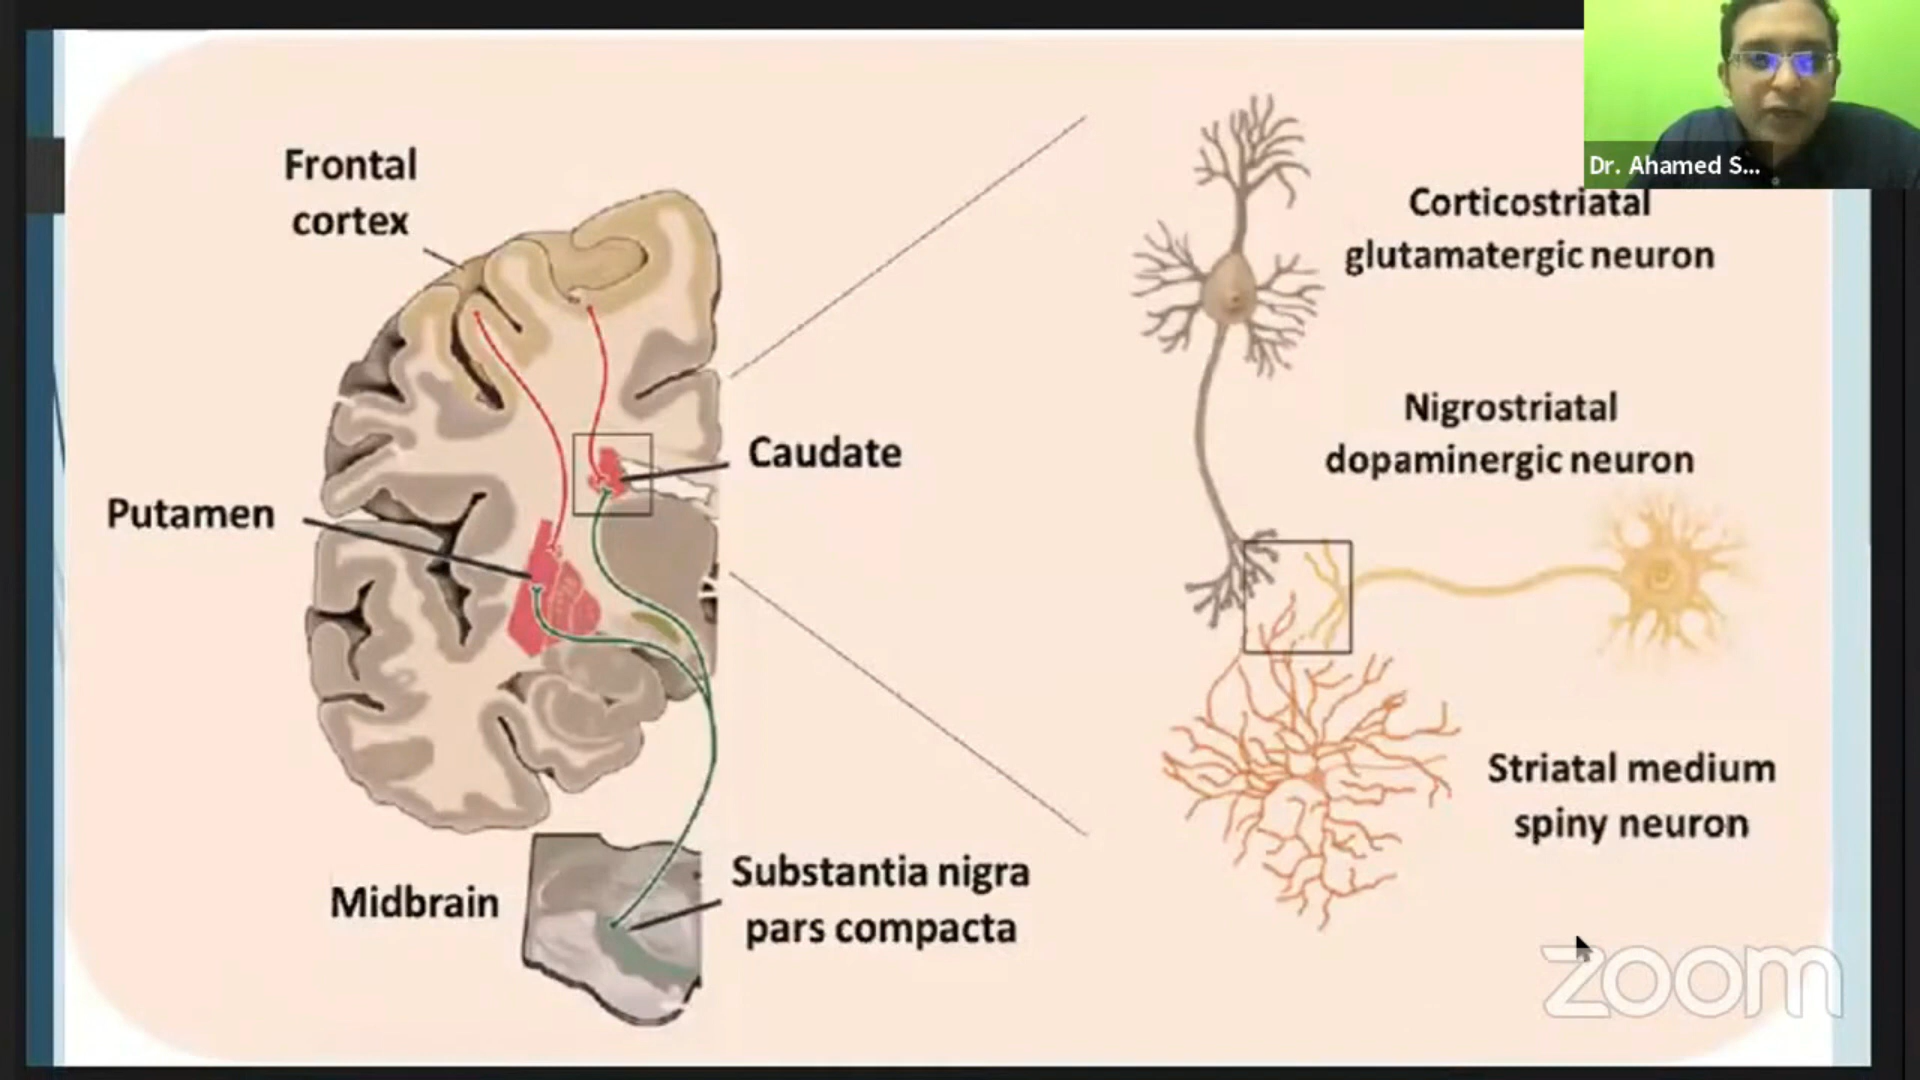 Frontal
cortex
Putamen
Caudate
Midbrain
Substantia nigra
pars compacta
Dr. Ahamed S...
Corticostriatal
glutamatergic neuron
Nigrostriatal
dopaminergic neuron
Striatal medium
spiny neuron
zoom